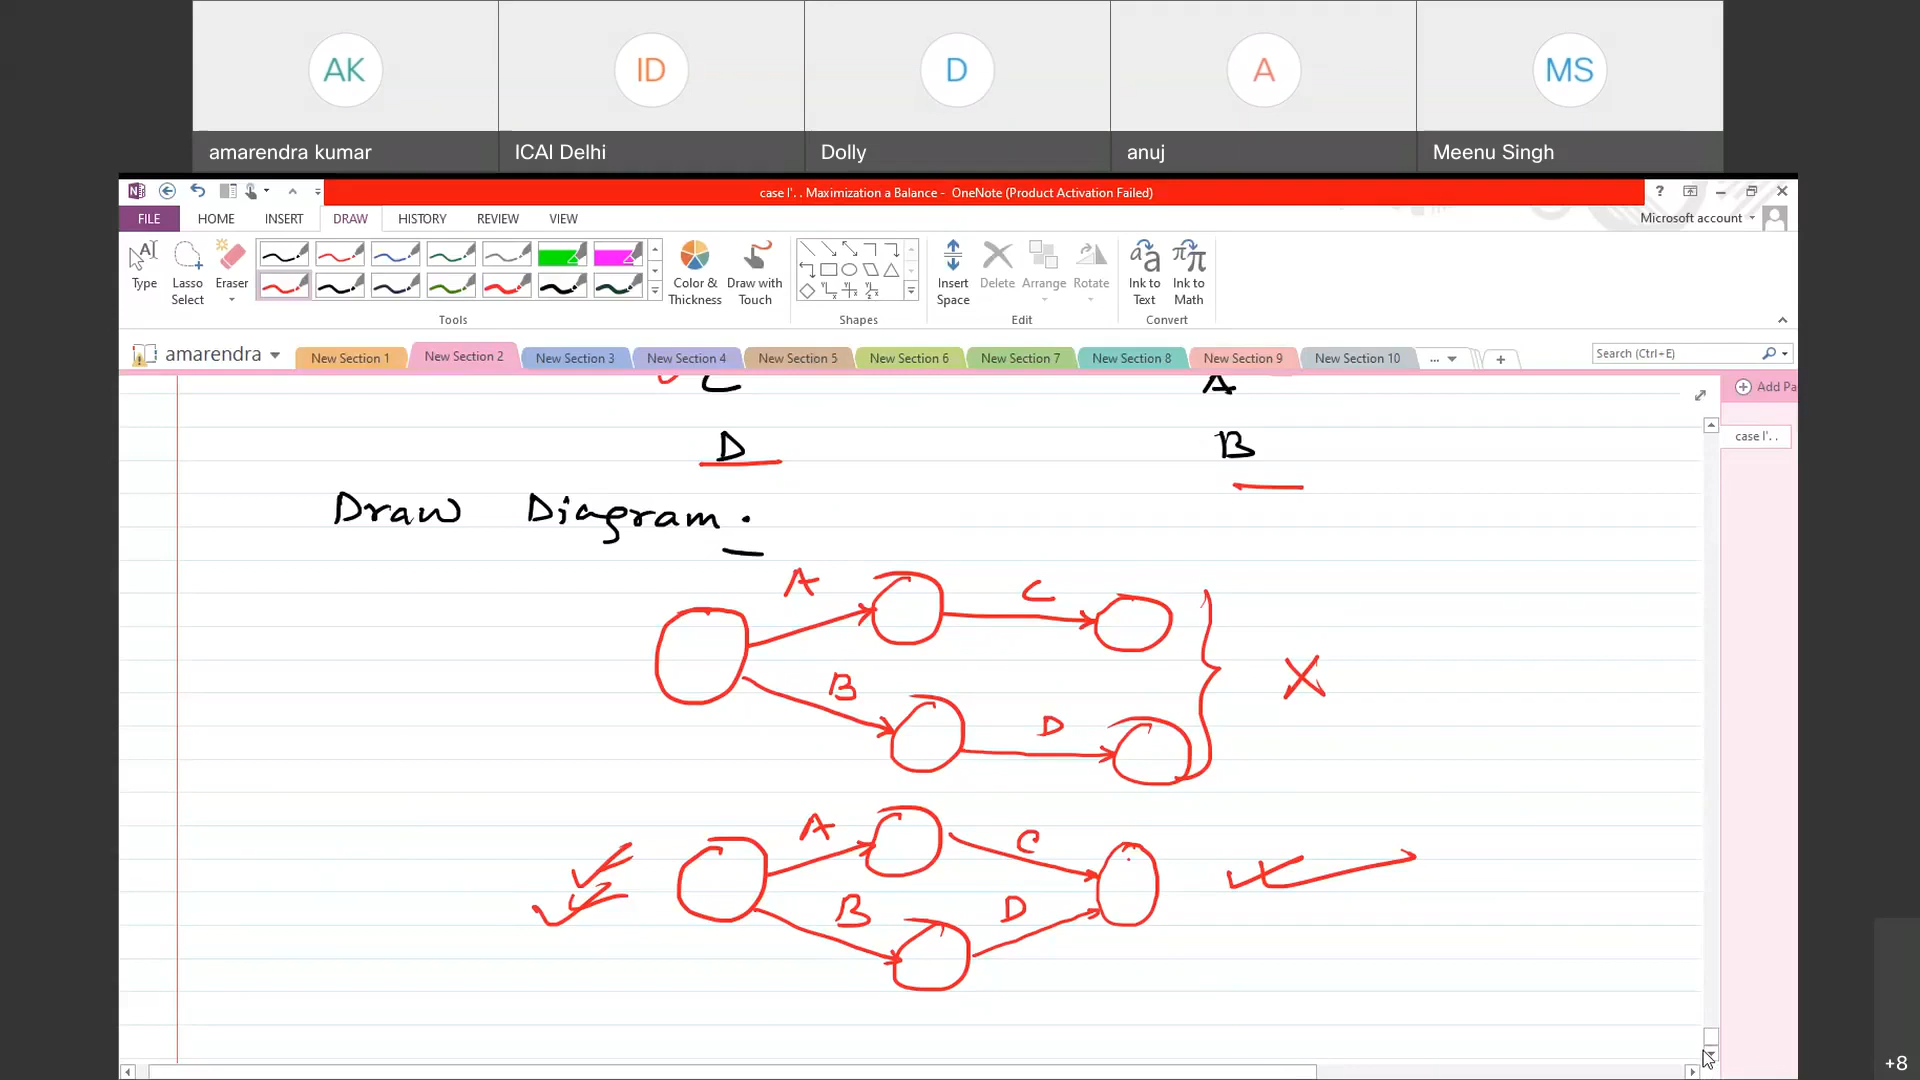 AK ID D A MS
amarendra kumar ICAI Delhi Dolly anuj Meenu Singh
case I'. . Maximization a Balance - OneNote (Product Activation Failed)
?
FILE HOME INSERT DRAW HISTORY REVIEW VIEW
Microsoft account
Type Lasso Select Eraser Color & Thickness Draw with Touch Insert Space Delete Arrange Rotate Ink to Text Ink to Math
Tools Shapes Edit Convert
amarendra New Section 1 New Section 2 New Section 3 New Section 4 New Section 5 New Section 6 New Section 7 New Section 8 New Section 9 New Section 10 ... Search (Ctrl+E)
Add Pa
C A
case I'. .
D B
Draw Diagram :
A C
B D
X
A C
B D
+8